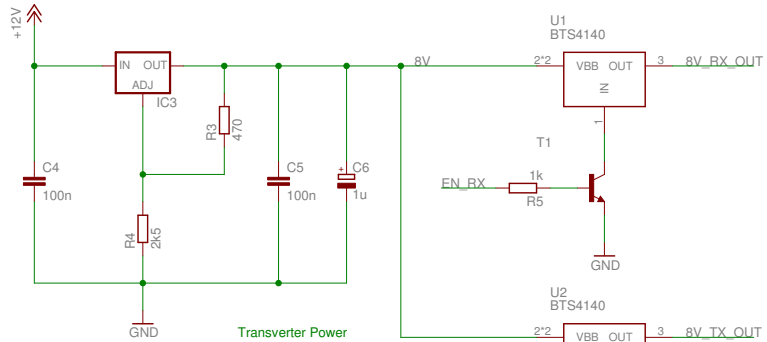 +12V
IN OUT
ADJ
IC3
R3
470
8V
U1
BTS4140
2*2
VBB OUT
IN
3
8V_RX_OUT
1
T1
C4
100n
C5
100n
+
C6
1u
EN_RX
1k
R5
R4
2k5
GND
GND
Transverter Power
U2
BTS4140
2*2
VBB OUT
3
8V_TX_OUT